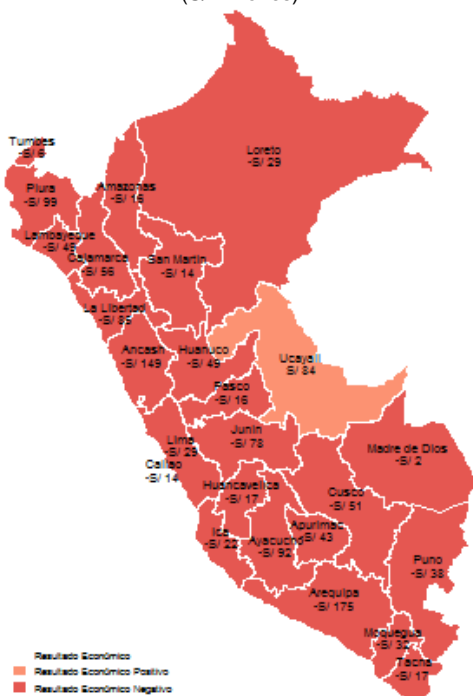 Loreto
-S/ 29
Tumbes
-S/ 6
Piura
-S/ 99
Amazonas
-S/ 16
Lambayeque
-S/ 45
Cajamarca
-S/ 56
San Martín
-S/ 14
La Libertad
-S/ 89
Ancash
-S/ 149
Huanuco
-S/ 49
Ucayali
S/ 84
Pasco
-S/ 16
Lima
-S/ 29
Callao
-S/ 14
Junín
-S/ 78
Madre de Dios
-S/ 2
Huancavelica
-S/ 17
Cusco
-S/ 51
Ica
-S/ 22
Ayacucho
-S/ 92
Apurimac
-S/ 43
Puno
-S/ 38
Arequipa
-S/ 175
Moquegua
-S/ 32
Tacna
-S/ 17
Resultado Económico
Resultado Económico Positivo
Resultado Económico Negativo